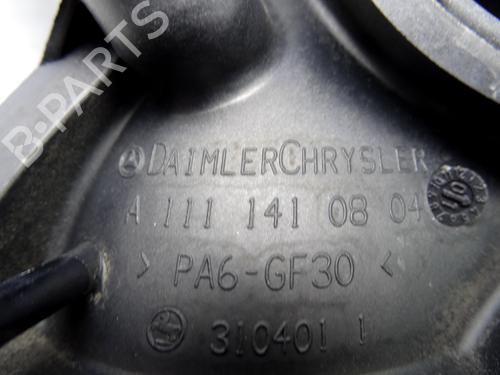 B-PARTS
DAIMLERCHRYSLER
A 111 141 08 04
> PA6-GF30 <
310401 1